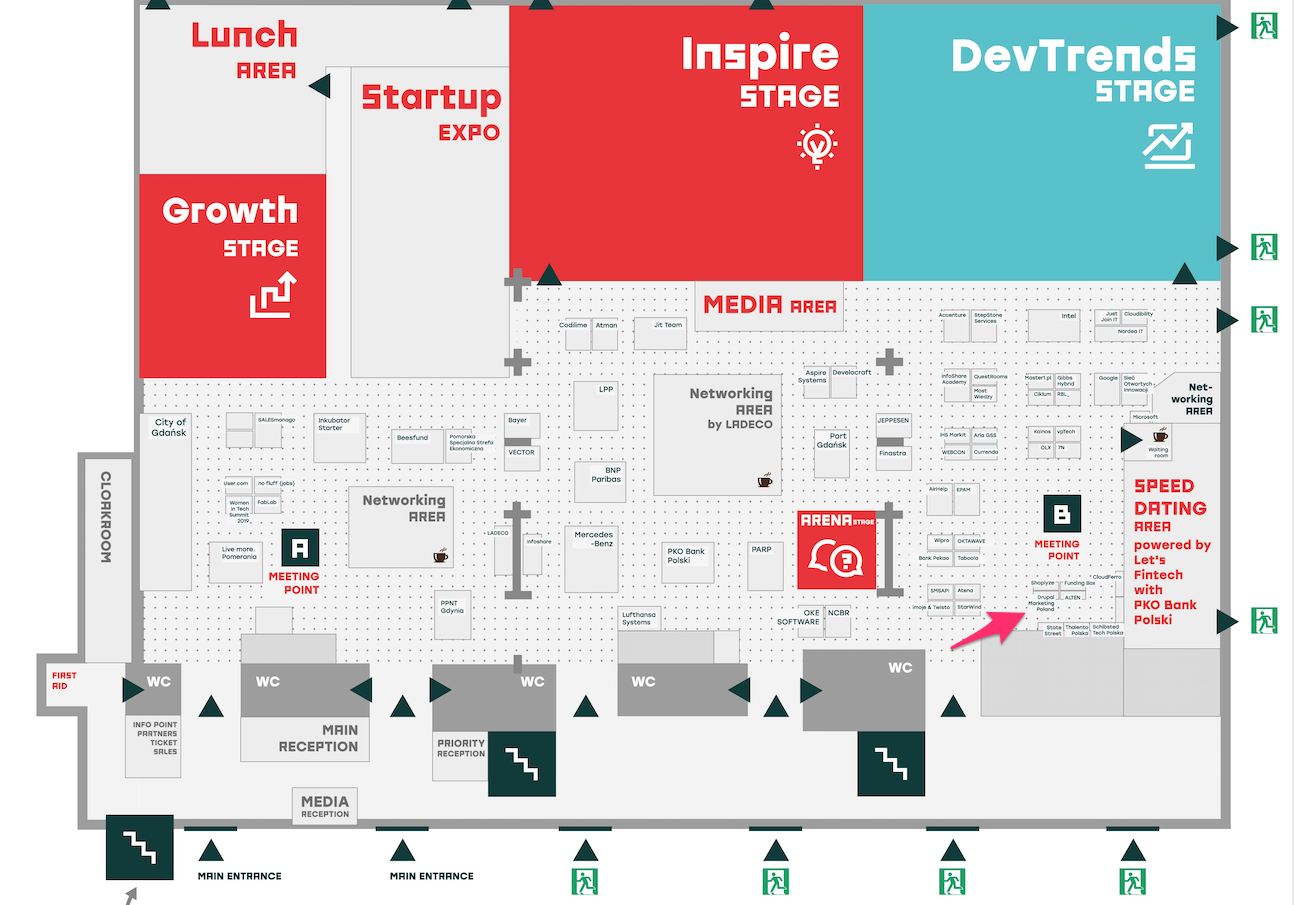 Lunch
AREA
Startup
EXPO
Inspire
STAGE
DevTrends
STAGE
Growth
STAGE
MEDIA AREA
Codilime
Atman
Jit Team
Accenture
StepStone
Services
Intel
Just
Join IT
Cloudibility
Nordea IT
LPP
Networking
AREA
by LADECO
Aspire
Systems
Develocraft
infoShare
Academy
QuestRooms
Most
Wiedzy
Master1.pl
Gibbs
Hybrid
Ciklum
RBL_
Google
Sieć
Otwartych
Innowacji
Net-
working
AREA
Microsoft
City of
Gdańsk
SALESmanago
Inkubator
Starter
Beesfund
Pomorska
Specjalna Strefa
Ekonomiczna
Bayer
VECTOR
Port
Gdańsk
JEPPESEN
Finastra
IHS Markit
Aria GSS
WEBCON
Currenda
Kainos
vpTech
OLX
7N
Waiting
room
BNP
Paribas
CLOAKROOM
User.com
no fluff {jobs}
Women
in Tech
Summit
2019
FabLab
Networking
AREA
AirHelp
EPAM
SPEED
DATING
AREA
powered by
Let's
Fintech
with
PKO Bank
Polski
A
MEETING
POINT
B
MEETING
POINT
LADECO
infoshare
Mercedes
-Benz
ARENA STAGE
Live more.
Pomerania
PKO Bank
Polski
PARP
Wipro
OKTAWAVE
Bank Pekao
Taboola
PPNT
Gdynia
Lufthansa
Systems
OKE
SOFTWARE
NCBR
SMSAPI
Atena
imoje & Twisto
StarWind
CloudFerro
Shoplyze
Funding Box
Drupal
Marketing
Poland
ALTEN
State
Street
Thalento
Polska
Schibsted
Tech Polska
FIRST
AID
WC
WC
WC
WC
WC
INFO POINT
PARTNERS
TICKET
SALES
MAIN
RECEPTION
PRIORITY
RECEPTION
MEDIA
RECEPTION
MAIN ENTRANCE
MAIN ENTRANCE